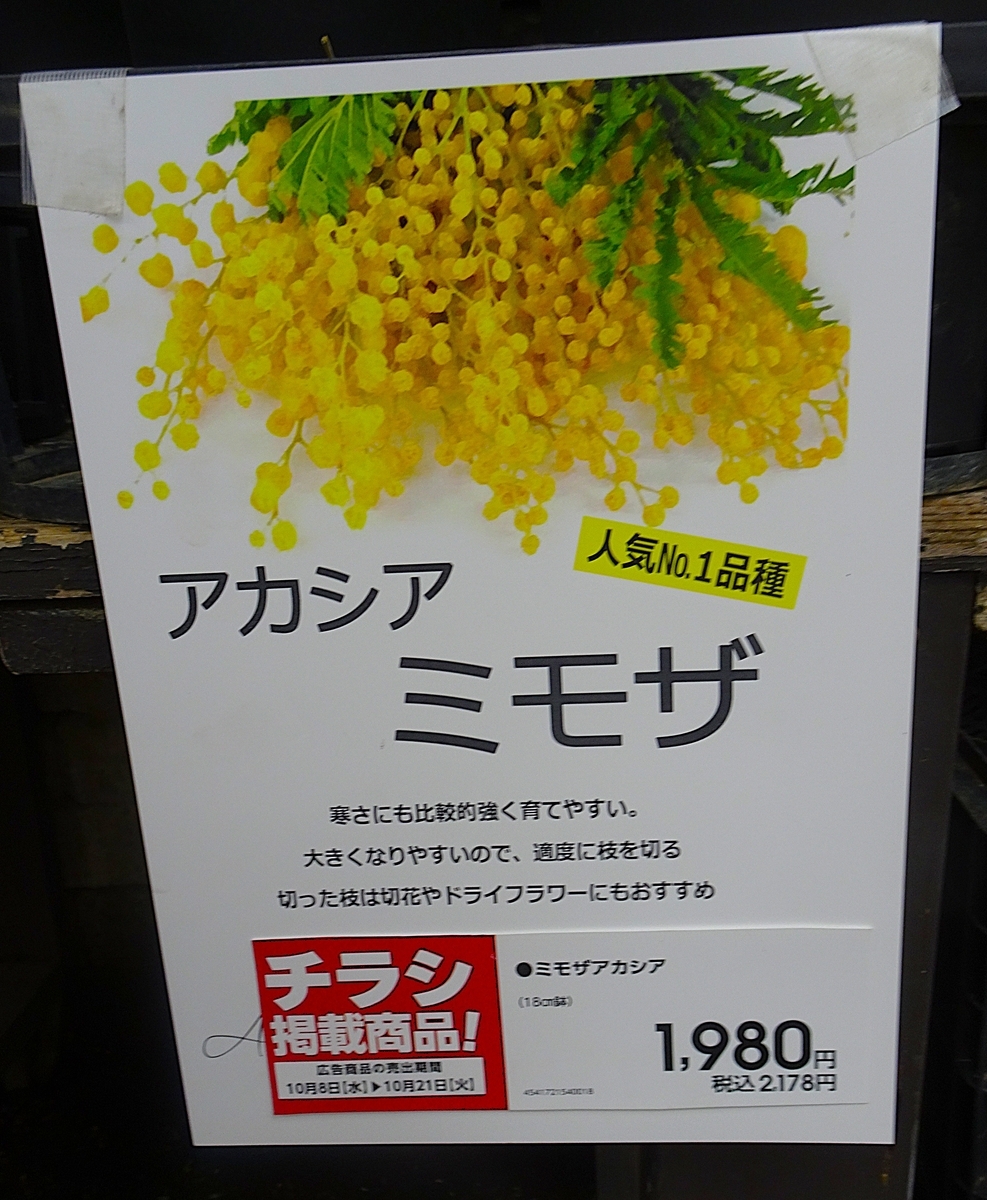 人気No.1品種
アカシア
ミモザ
寒さにも比較的強く育てやすい。
大きくなりやすいので、適度に枝を切る
切った枝は切花やドライフラワーにもおすすめ
チラシ
掲載商品!
広告商品の売出期間
10月8日[水]▶10月21日[火]
●ミモザアカシア
(18cm鉢)
1,980円
税込2,178円
4541721540018